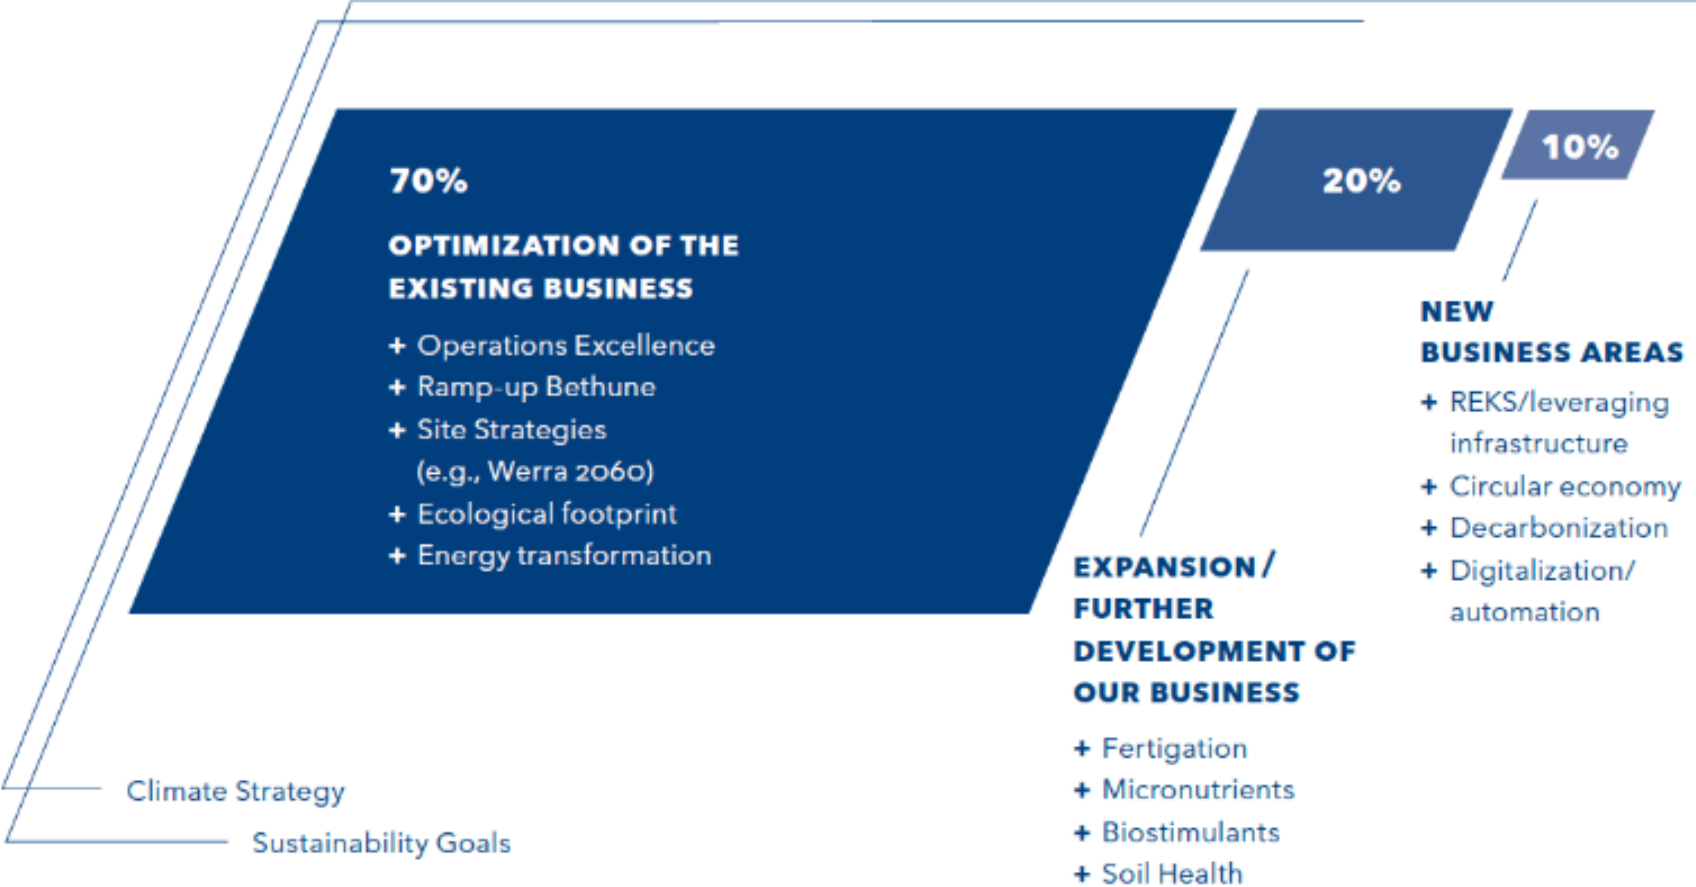 70%
OPTIMIZATION OF THE
EXISTING BUSINESS
+ Operations Excellence
+ Ramp-up Bethune
+ Site Strategies
(e.g., Werra 2060)
+ Ecological footprint
+ Energy transformation
20%
EXPANSION/
FURTHER
DEVELOPMENT OF
OUR BUSINESS
+ Fertigation
+ Micronutrients
+ Biostimulants
+ Soil Health
10%
NEW
BUSINESS AREAS
+ REKS/leveraging
infrastructure
+ Circular economy
+ Decarbonization
+ Digitalization/
automation
Climate Strategy
Sustainability Goals